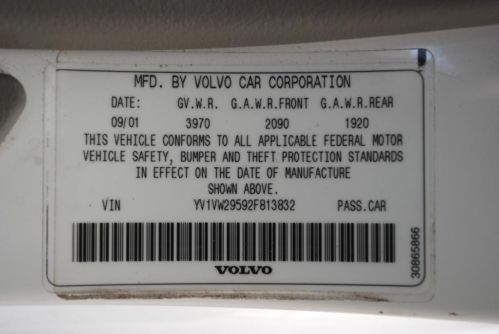 MFD. BY VOLVO CAR CORPORATION
DATE: GV.W.R. G.A.W.R.FRONT G.A.W.R.REAR
09/01 3970 2090 1920
THIS VEHICLE CONFORMS TO ALL APPLICABLE FEDERAL MOTOR
VEHICLE SAFETY, BUMPER AND THEFT PROTECTION STANDARDS
IN EFFECT ON THE DATE OF MANUFACTURE
SHOWN ABOVE.
VIN YV1VW29592F813832 PASS.CAR
VOLVO
30865866